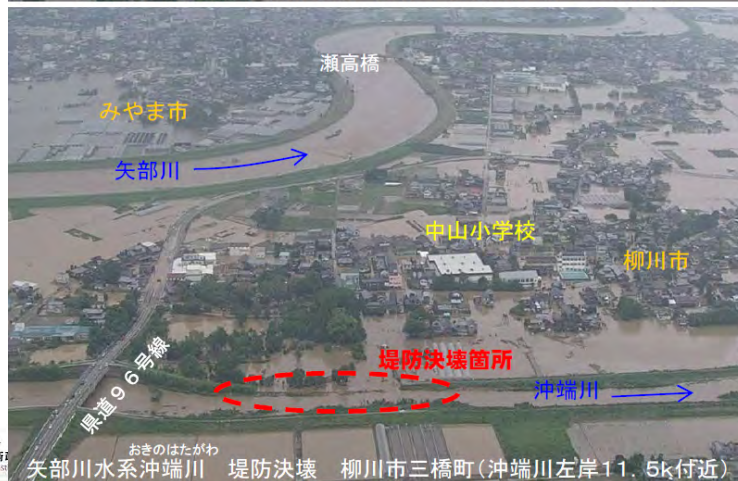 瀬高橋
みやま市
矢部川
中山小学校
柳川市
堤防決壊箇所
沖端川
県道96号線
おきのはたがわ
矢部川水系沖端川 堤防決壊 柳川市三橋町(沖端川左岸11.5k付近)